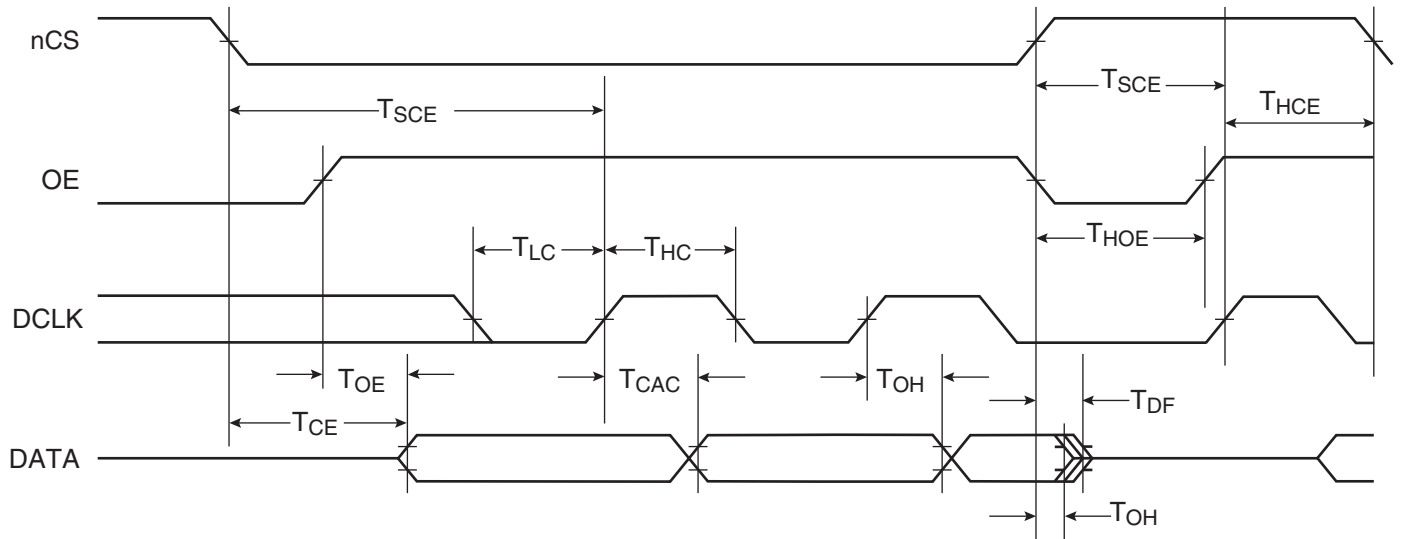 nCS
TSCE
TSCE
THCE
OE
TLC
THC
THOE
DCLK
TOE
TCAC
TOH
TDF
TCE
DATA
TOH